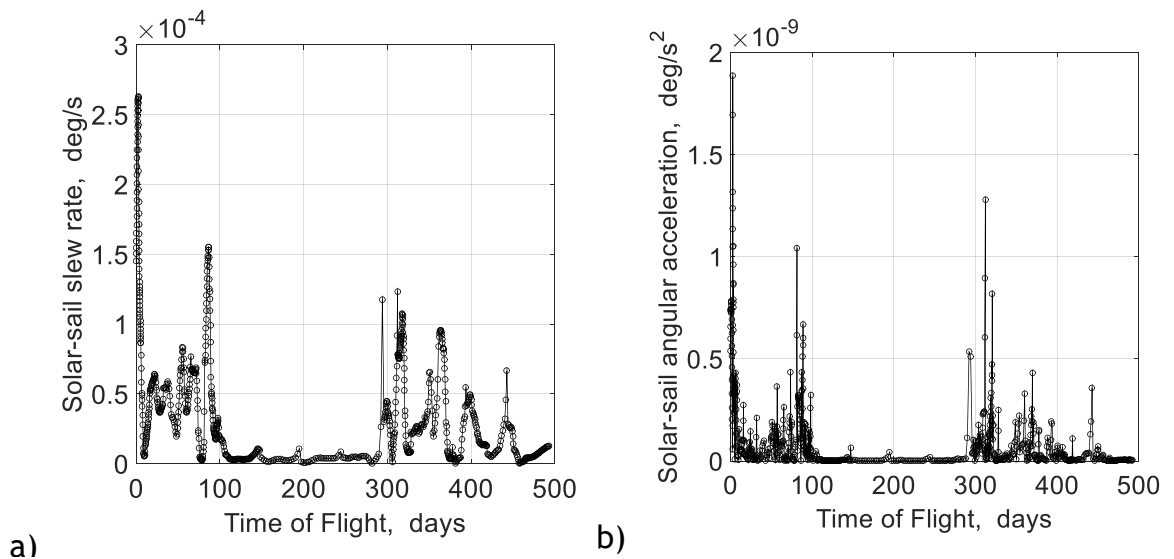 ×10-4
3
2.5
2
1.5
1
0.5
0
0 100 200 300 400 500
Solar-sail slew rate, deg/s
Time of Flight, days
a)
×10-9
2
1.5
1
0.5
0
0 100 200 300 400 500
Solar-sail angular acceleration, deg/s2
Time of Flight, days
b)